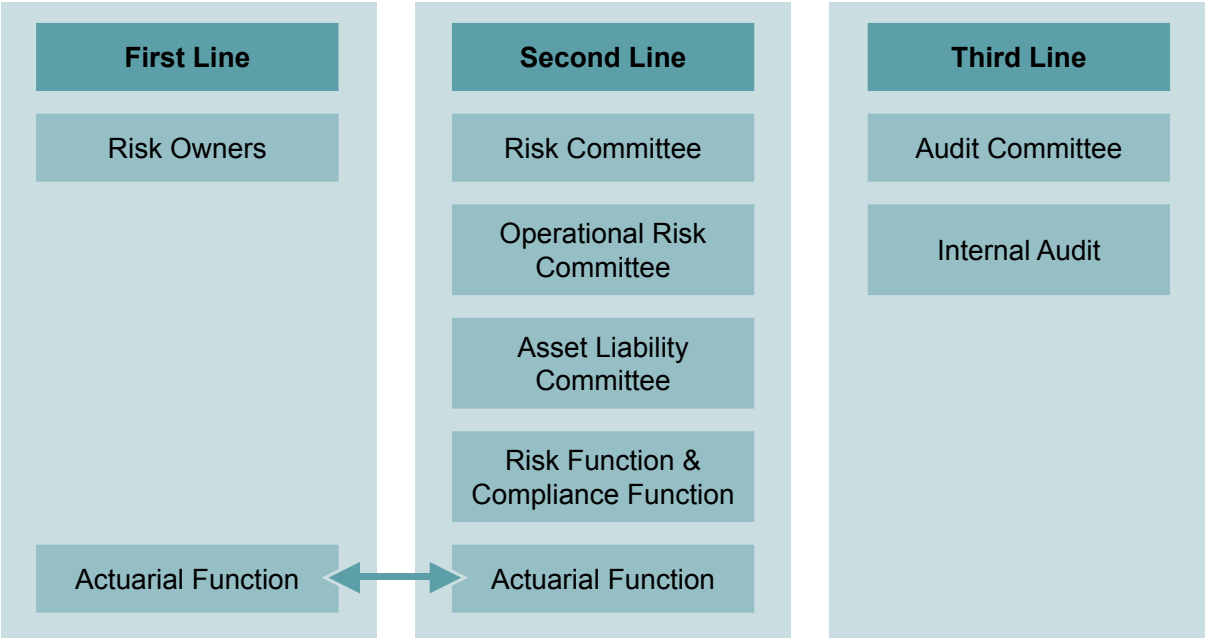 First Line
Risk Owners
Actuarial Function
Second Line
Risk Committee
Operational Risk
Committee
Asset Liability
Committee
Risk Function &
Compliance Function
Actuarial Function
Third Line
Audit Committee
Internal Audit